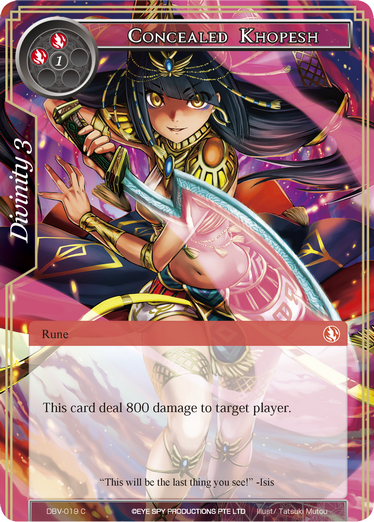 Concealed Khopesh
1
Divinity 3
Rune
This card deal 800 damage to target player.
“This will be the last thing you see!” -Isis
DBV-019 C ©EYE SPY PRODUCTIONS PTE LTD Illust/ Tatsuki Mutou